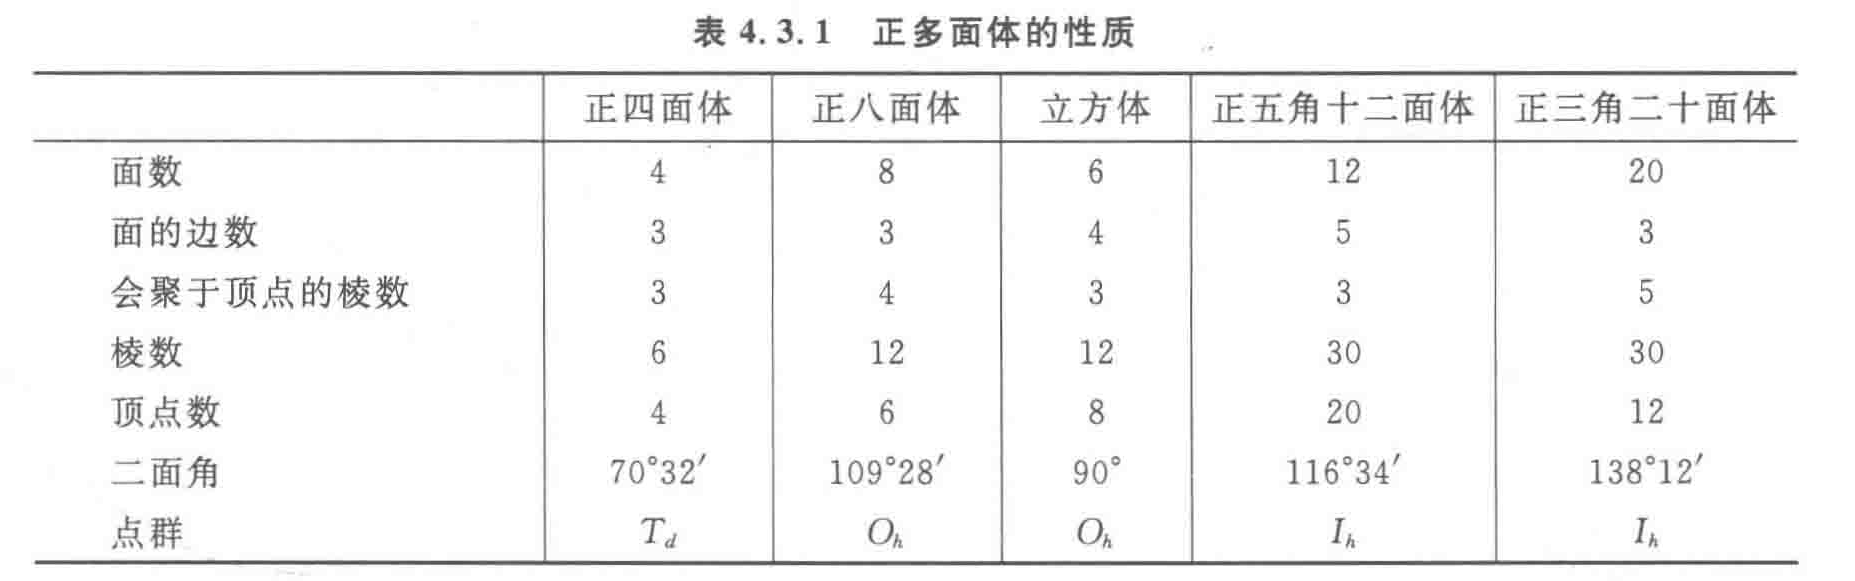 表 4.3.1 正多面体的性质
正四面体 正八面体 立方体 正五角十二面体 正三角二十面体
面数 4 8 6 12 20
面的边数 3 3 4 5 3
会聚于顶点的棱数 3 4 3 3 5
棱数 6 12 12 30 30
顶点数 4 6 8 20 12
二面角 70°32′ 109°28′ 90° 116°34′ 138°12′
点群 T_d O_h O_h I_h I_h